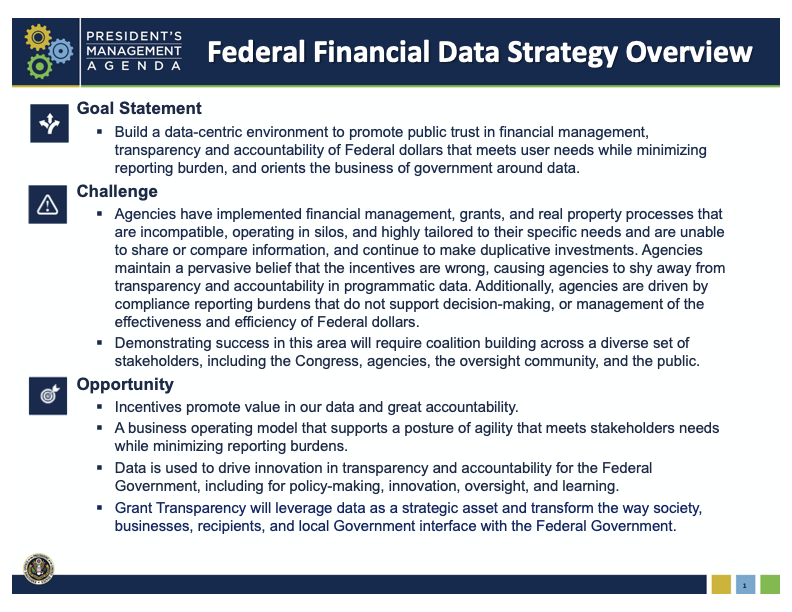 PRESIDENT'S
MANAGEMENT
AGENDA
Federal Financial Data Strategy Overview
Goal Statement
▪ Build a data-centric environment to promote public trust in financial management,
transparency and accountability of Federal dollars that meets user needs while minimizing
reporting burden, and orients the business of government around data.
Challenge
▪ Agencies have implemented financial management, grants, and real property processes that
are incompatible, operating in silos, and highly tailored to their specific needs and are unable
to share or compare information, and continue to make duplicative investments. Agencies
maintain a pervasive belief that the incentives are wrong, causing agencies to shy away from
transparency and accountability in programmatic data. Additionally, agencies are driven by
compliance reporting burdens that do not support decision-making, or management of the
effectiveness and efficiency of Federal dollars.
▪ Demonstrating success in this area will require coalition building across a diverse set of
stakeholders, including the Congress, agencies, the oversight community, and the public.
Opportunity
▪ Incentives promote value in our data and great accountability.
▪ A business operating model that supports a posture of agility that meets stakeholders needs
while minimizing reporting burdens.
▪ Data is used to drive innovation in transparency and accountability for the Federal
Government, including for policy-making, innovation, oversight, and learning.
▪ Grant Transparency will leverage data as a strategic asset and transform the way society,
businesses, recipients, and local Government interface with the Federal Government.
1